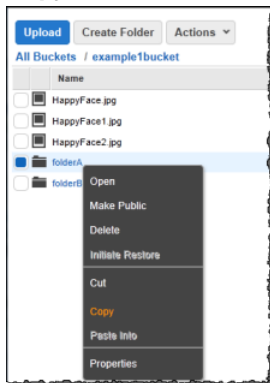 Upload Create Folder Actions
All Buckets / example1bucket
Name
HappyFace.jpg
HappyFace1.jpg
HappyFace2.jpg
folderA
folderB
Open
Make Public
Delete
Initiate Restore
Cut
Copy
Paste Into
Properties